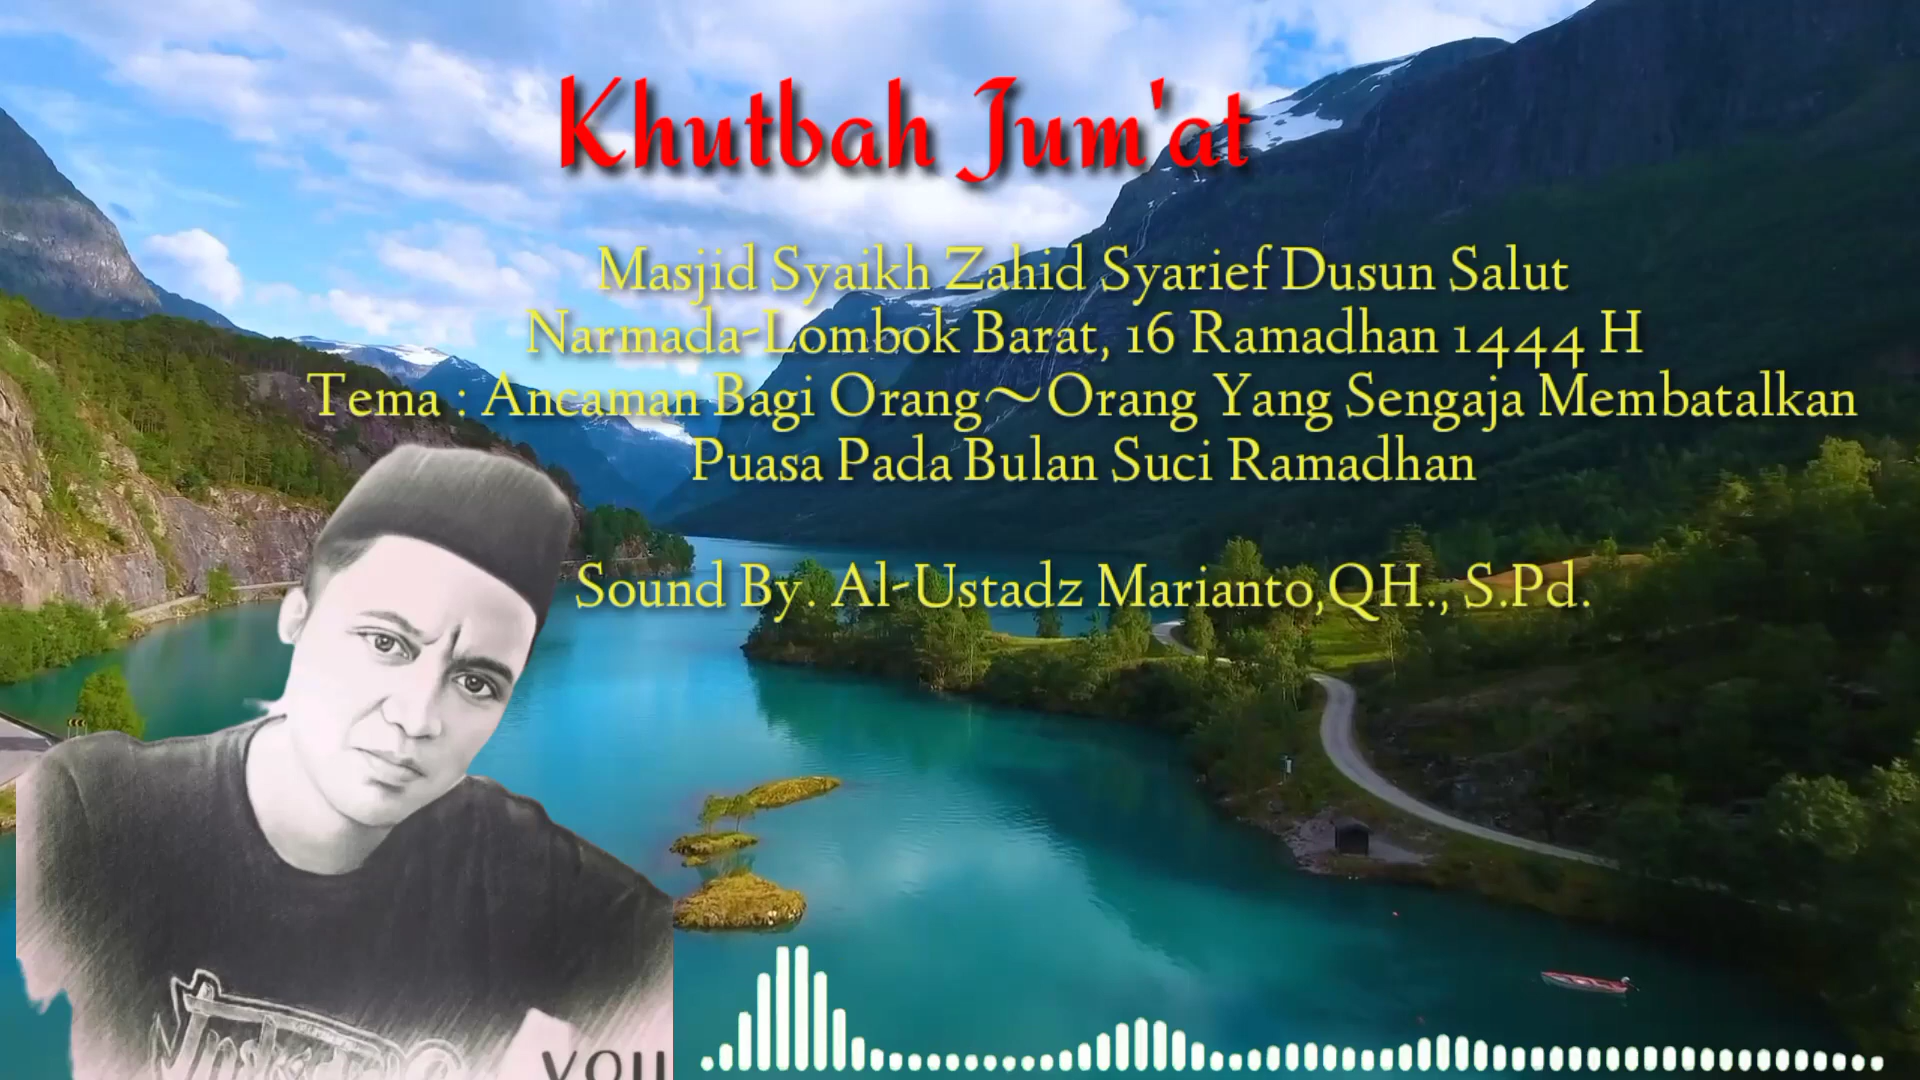 Khutbah Jum'at
Masjid Syaikh Zahid Syarief Dusun Salut
Narmada-Lombok Barat, 16 Ramadhan 1444 H
Tema : Ancaman Bagi Orang~Orang Yang Sengaja Membatalkan
Puasa Pada Bulan Suci Ramadhan
Sound By. Al-Ustadz Marianto,QH., S.Pd.
YOU